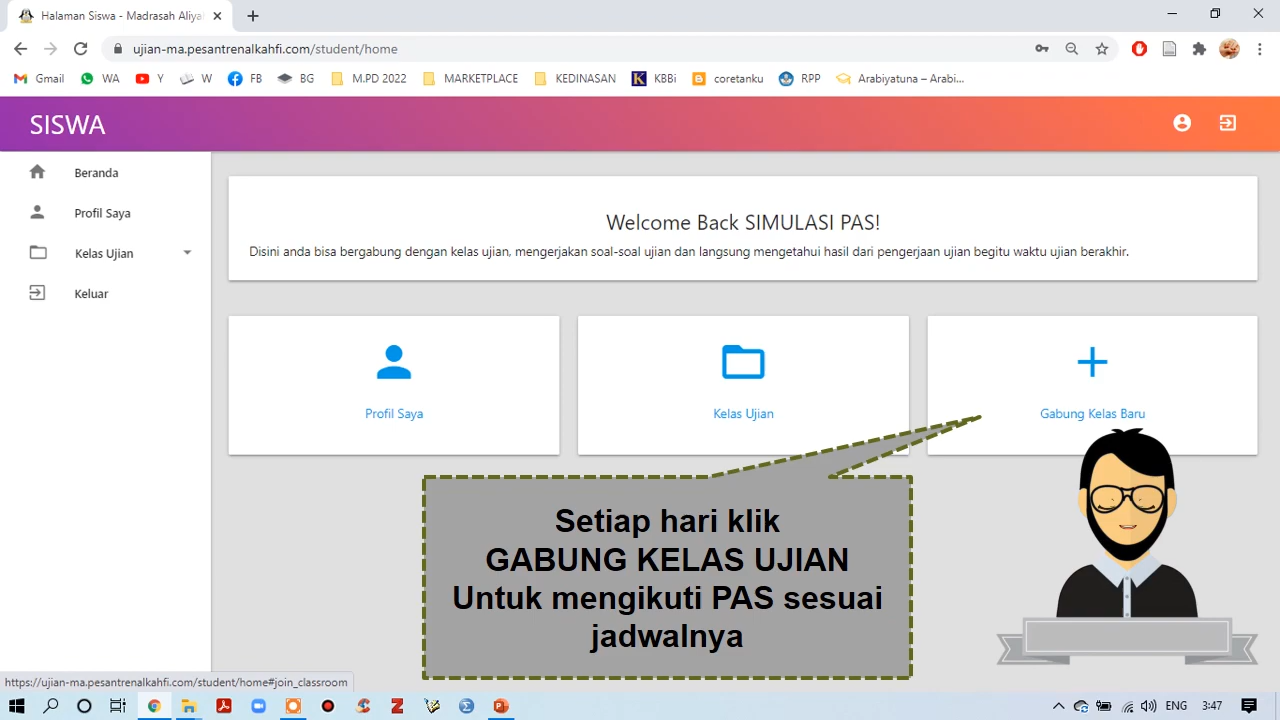 Halaman Siswa - Madrasah Aliya
ujian-ma.pesantrenalkahfi.com/student/home
Gmail WA Y W FB BG M.PD 2022 MARKETPLACE KEDINASAN KBBi coretanku RPP Arabiyatuna – Arabi...
SISWA
Beranda
Profil Saya
Kelas Ujian
Keluar
Welcome Back SIMULASI PAS!
Disini anda bisa bergabung dengan kelas ujian, mengerjakan soal-soal ujian dan langsung mengetahui hasil dari pengerjaan ujian begitu waktu ujian berakhir.
Profil Saya
Kelas Ujian
Gabung Kelas Baru
Setiap hari klik
GABUNG KELAS UJIAN
Untuk mengikuti PAS sesuai
jadwalnya
https://ujian-ma.pesantrenalkahfi.com/student/home#join_classroom
ENG 3:47